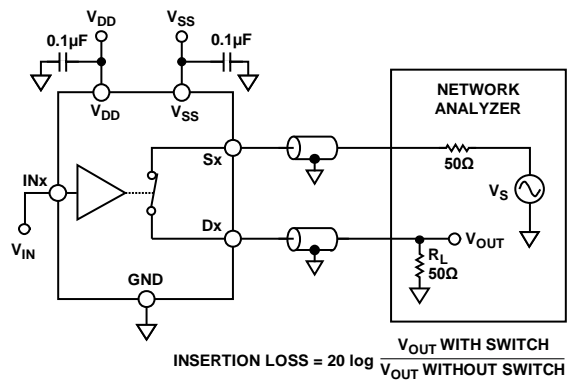 VDD
VSS
0.1µF
0.1µF
VDD
VSS
NETWORK
ANALYZER
Sx
50Ω
VS
INx
Dx
VOUT
VIN
RL
50Ω
GND
INSERTION LOSS = 20 log VOUT WITH SWITCH
VOUT WITHOUT SWITCH